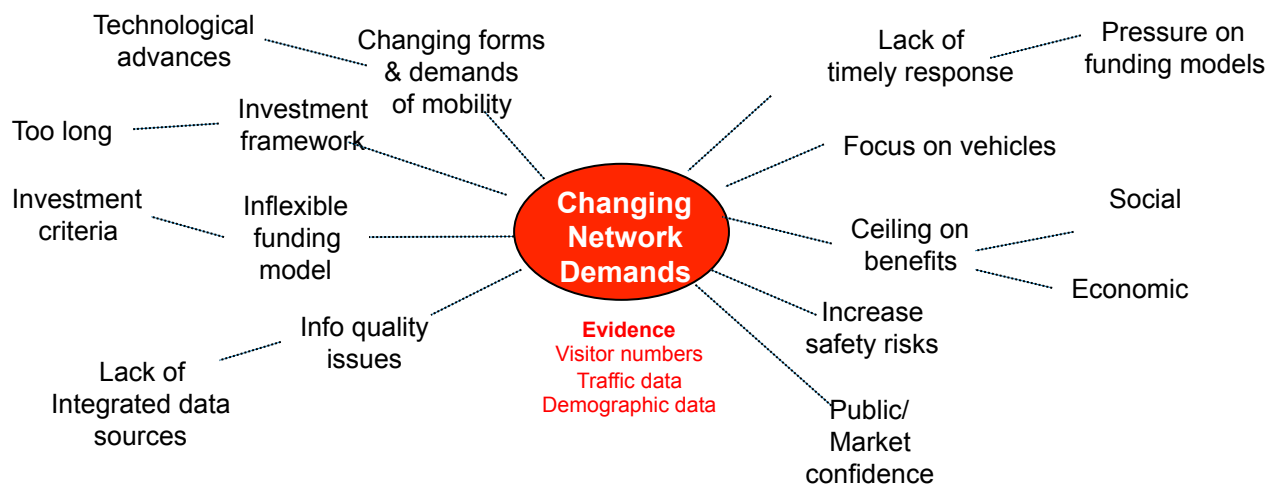 Technological
advances
Changing forms
& demands
of mobility
Lack of
timely response
Pressure on
funding models
Too long
Investment
framework
Focus on vehicles
Investment
criteria
Inflexible
funding
model
Changing
Network
Demands
Ceiling on
benefits
Social
Economic
Info quality
issues
Evidence
Visitor numbers
Traffic data
Demographic data
Increase
safety risks
Lack of
Integrated data
sources
Public/
Market
confidence